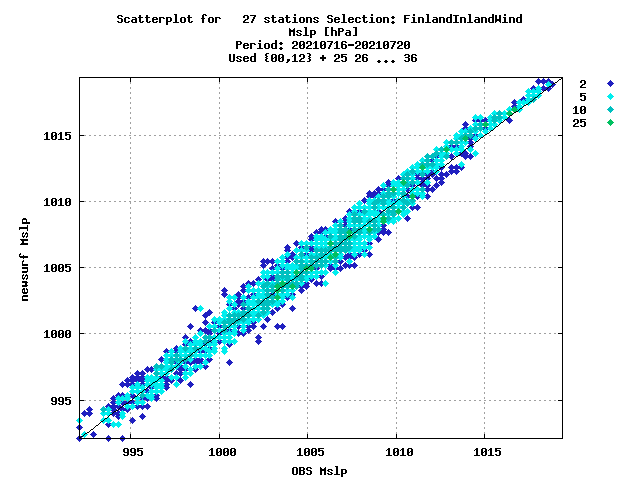 Scatterplot for   27 stations Selection: FinlandInlandWind
Mslp [hPa]
Period: 20210716-20210720
Used {00,12} + 25 26 ... 36
2
5
10
25
1015
1010
1005
1000
995
newsurf Mslp
995 1000 1005 1010 1015
OBS Mslp